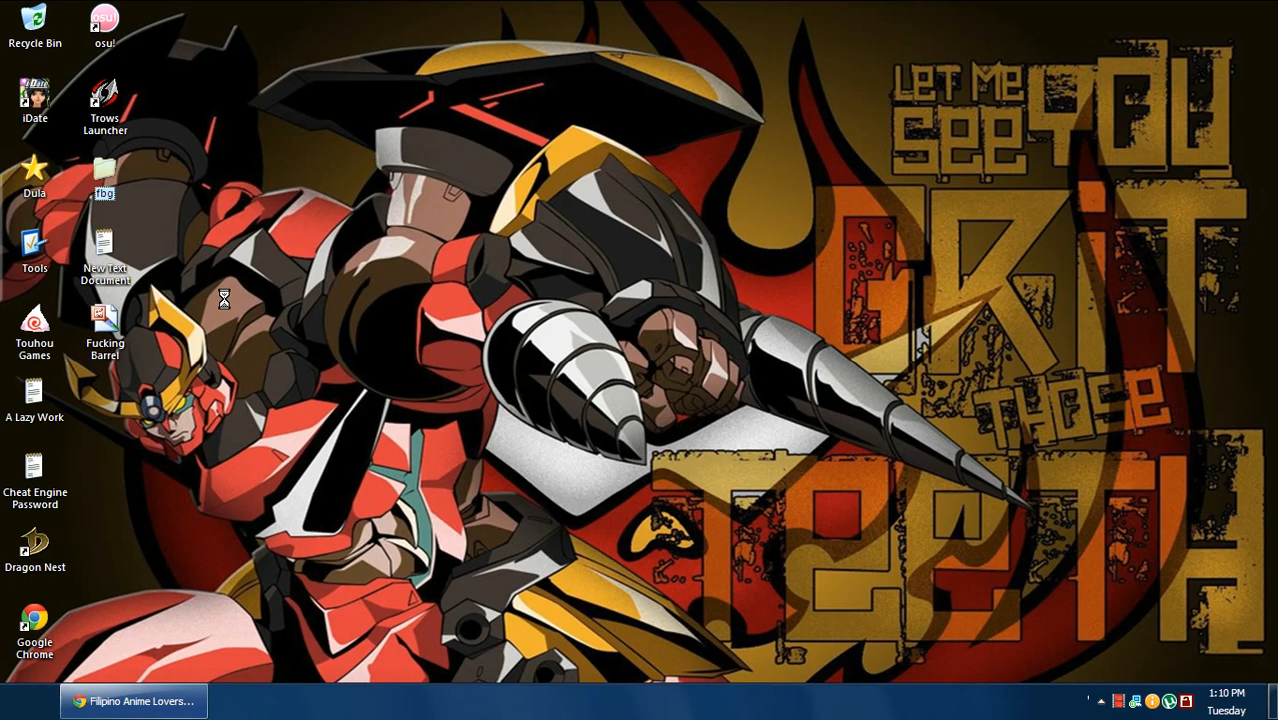 Recycle Bin
osu!
iDate
Trows
Launcher
Dula
fbg
Tools
New Text
Document
Touhou
Games
Fucking
Barrel
A Lazy Work
Cheat Engine
Password
Dragon Nest
Google
Chrome
LET ME
SEE YOU
GRiT
THOSE
TEETH
Filipino Anime Lovers...
1:10 PM
Tuesday